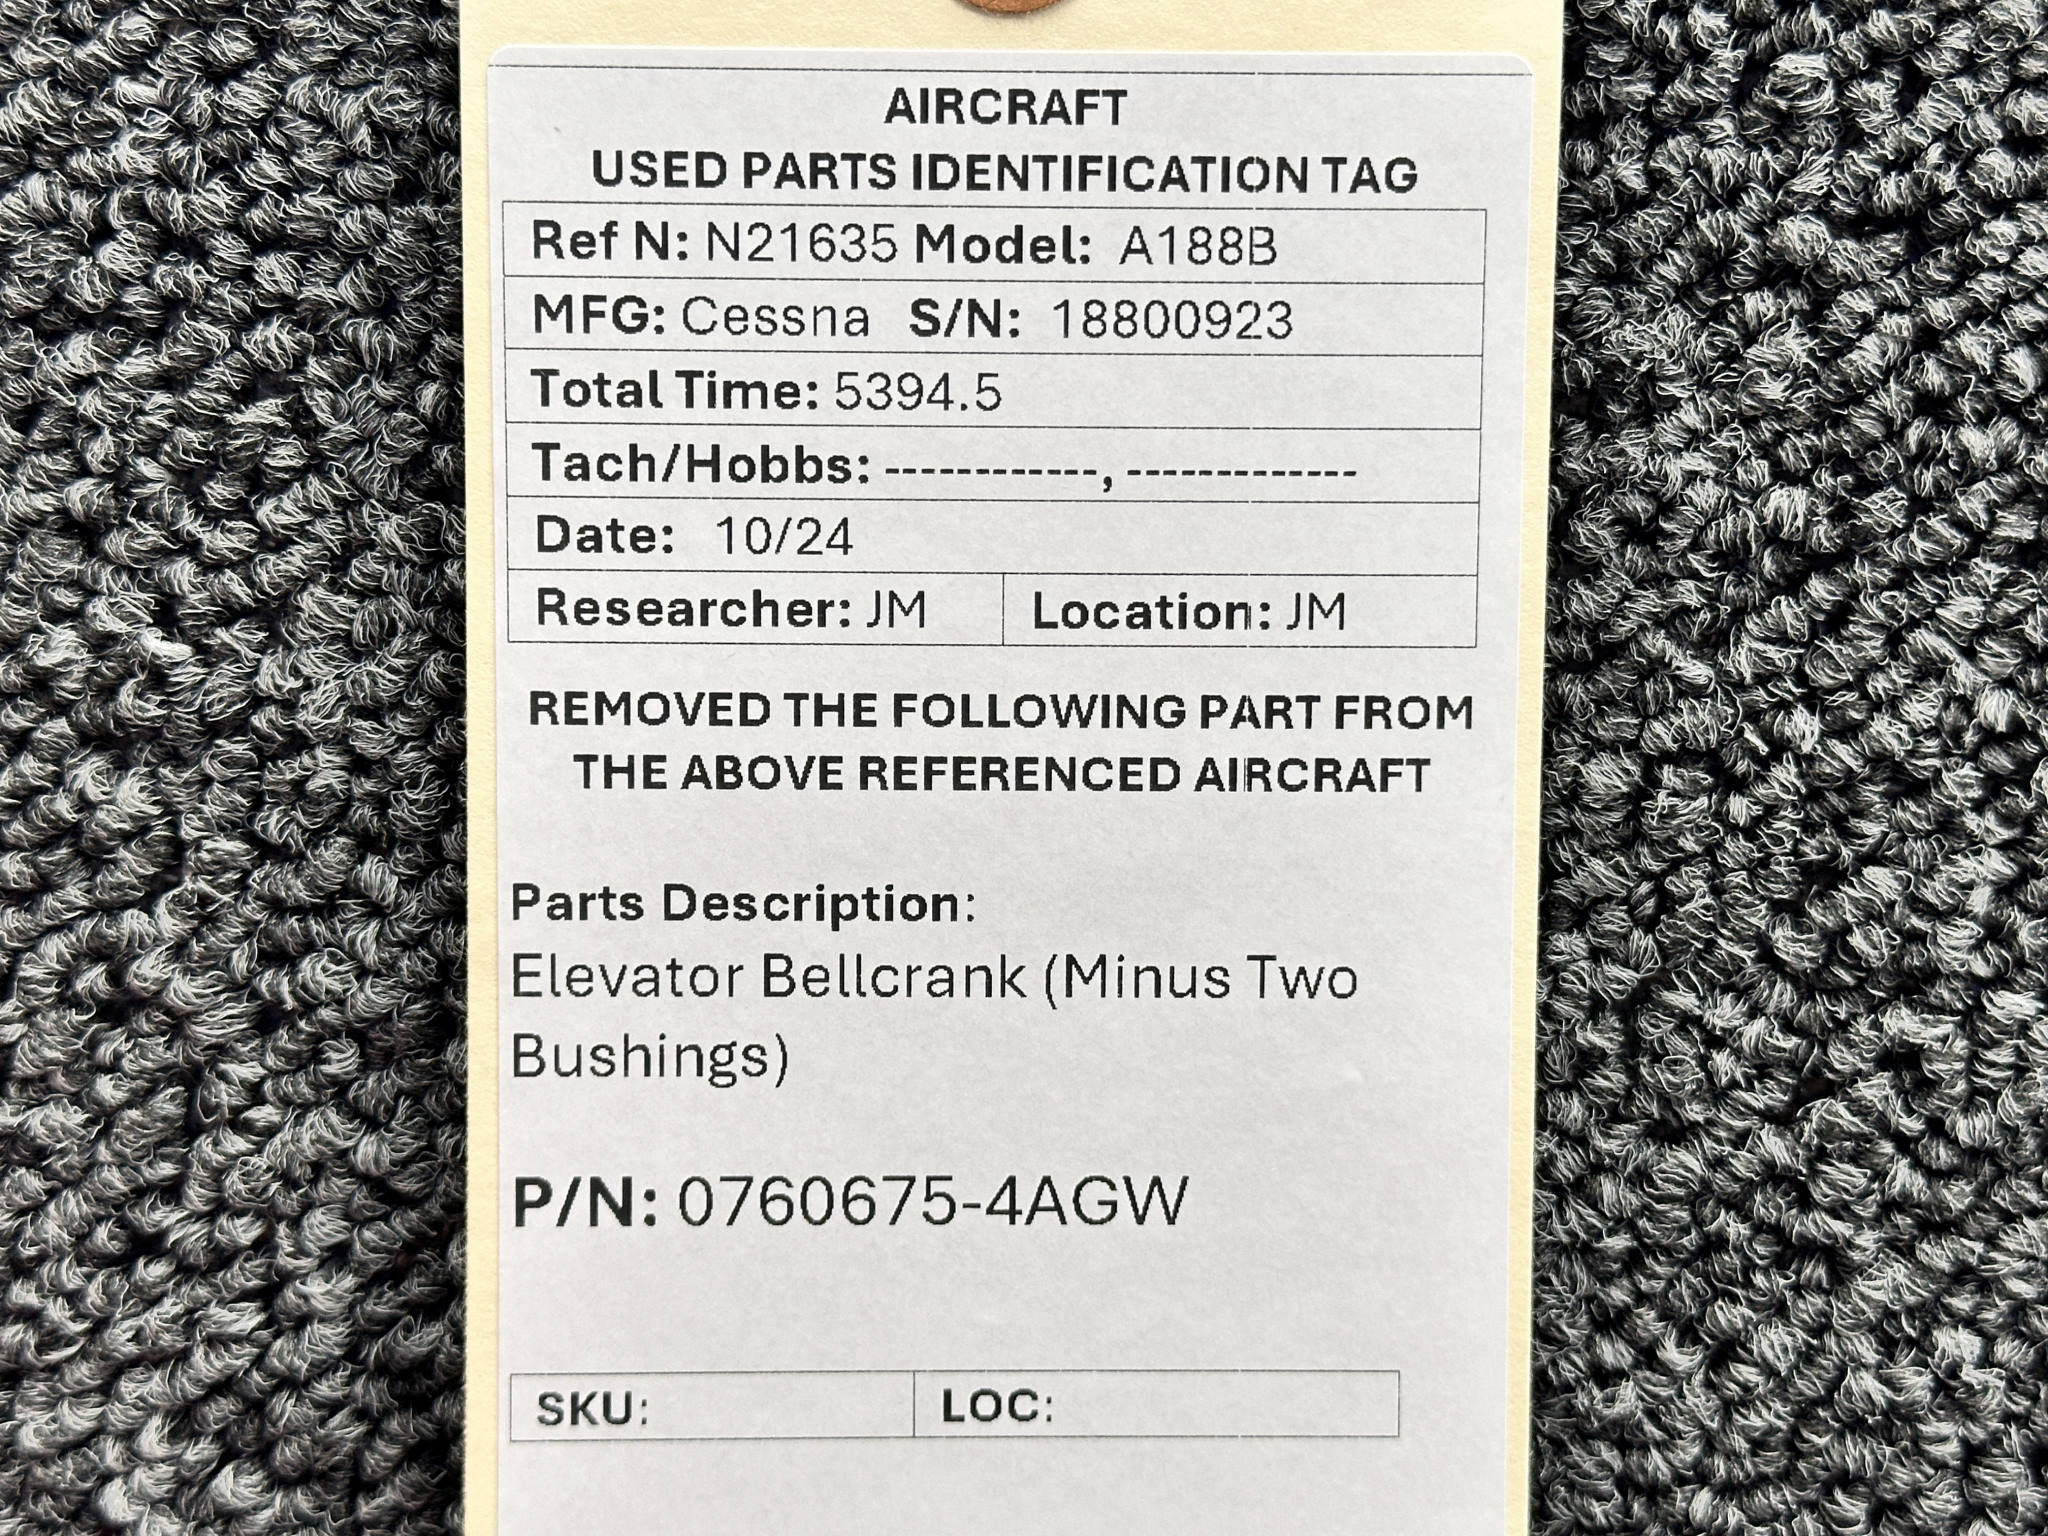 AIRCRAFT
USED PARTS IDENTIFICATION TAG
Ref N: N21635 Model: A188B
MFG: Cessna S/N: 18800923
Total Time: 5394.5
Tach/Hobbs: ------------, -------------
Date: 10/24
Researcher: JM Location: JM
REMOVED THE FOLLOWING PART FROM
THE ABOVE REFERENCED AIRCRAFT
Parts Description:
Elevator Bellcrank (Minus Two
Bushings)
P/N: 0760675-4AGW
SKU: LOC: